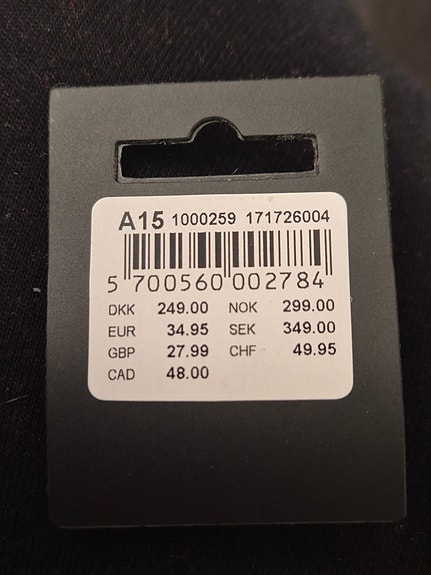 A15 1000259 171726004
5 700560 002784
DKK 249.00 NOK 299.00
EUR 34.95 SEK 349.00
GBP 27.99 CHF 49.95
CAD 48.00